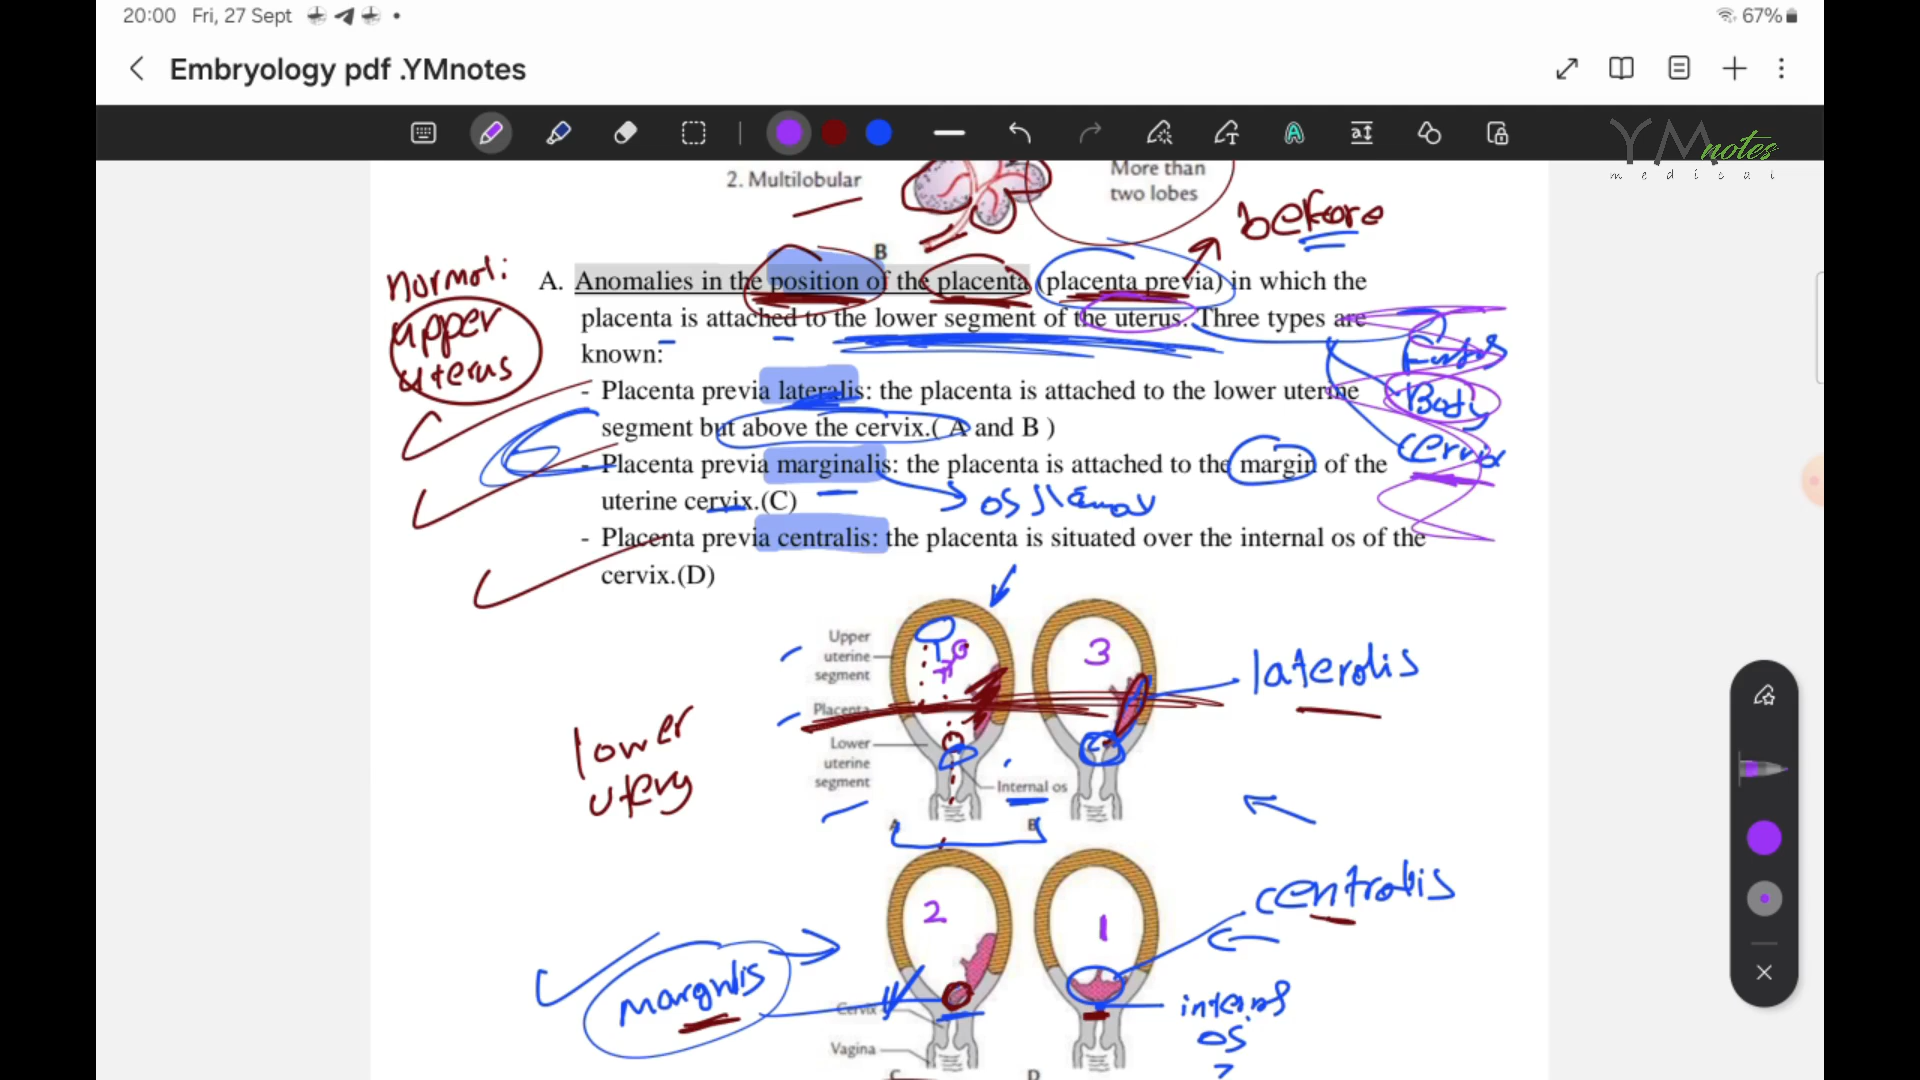 20:00 Fri, 27 Sept
67%
Embryology pdf .YMnotes
YMnotes
medical
2. Multilobular
More than
two lobes
before
B
normal:
upper
uterus
A. Anomalies in the position of the placenta (placenta previa) in which the
placenta is attached to the lower segment of the uterus. Three types are
known:
- Placenta previa lateralis: the placenta is attached to the lower uterine
segment but above the cervix.( A and B )
- Placenta previa marginalis: the placenta is attached to the margin of the
uterine cervix.(C)
- Placenta previa centralis: the placenta is situated over the internal os of the
cervix.(D)
Body
cervix
os
Upper
uterine
segment
Placenta
Lower
uterine
segment
Internal os
A
B
3
lateralis
lower
2
1
centralis
Cervix
Vagina
os
C
D